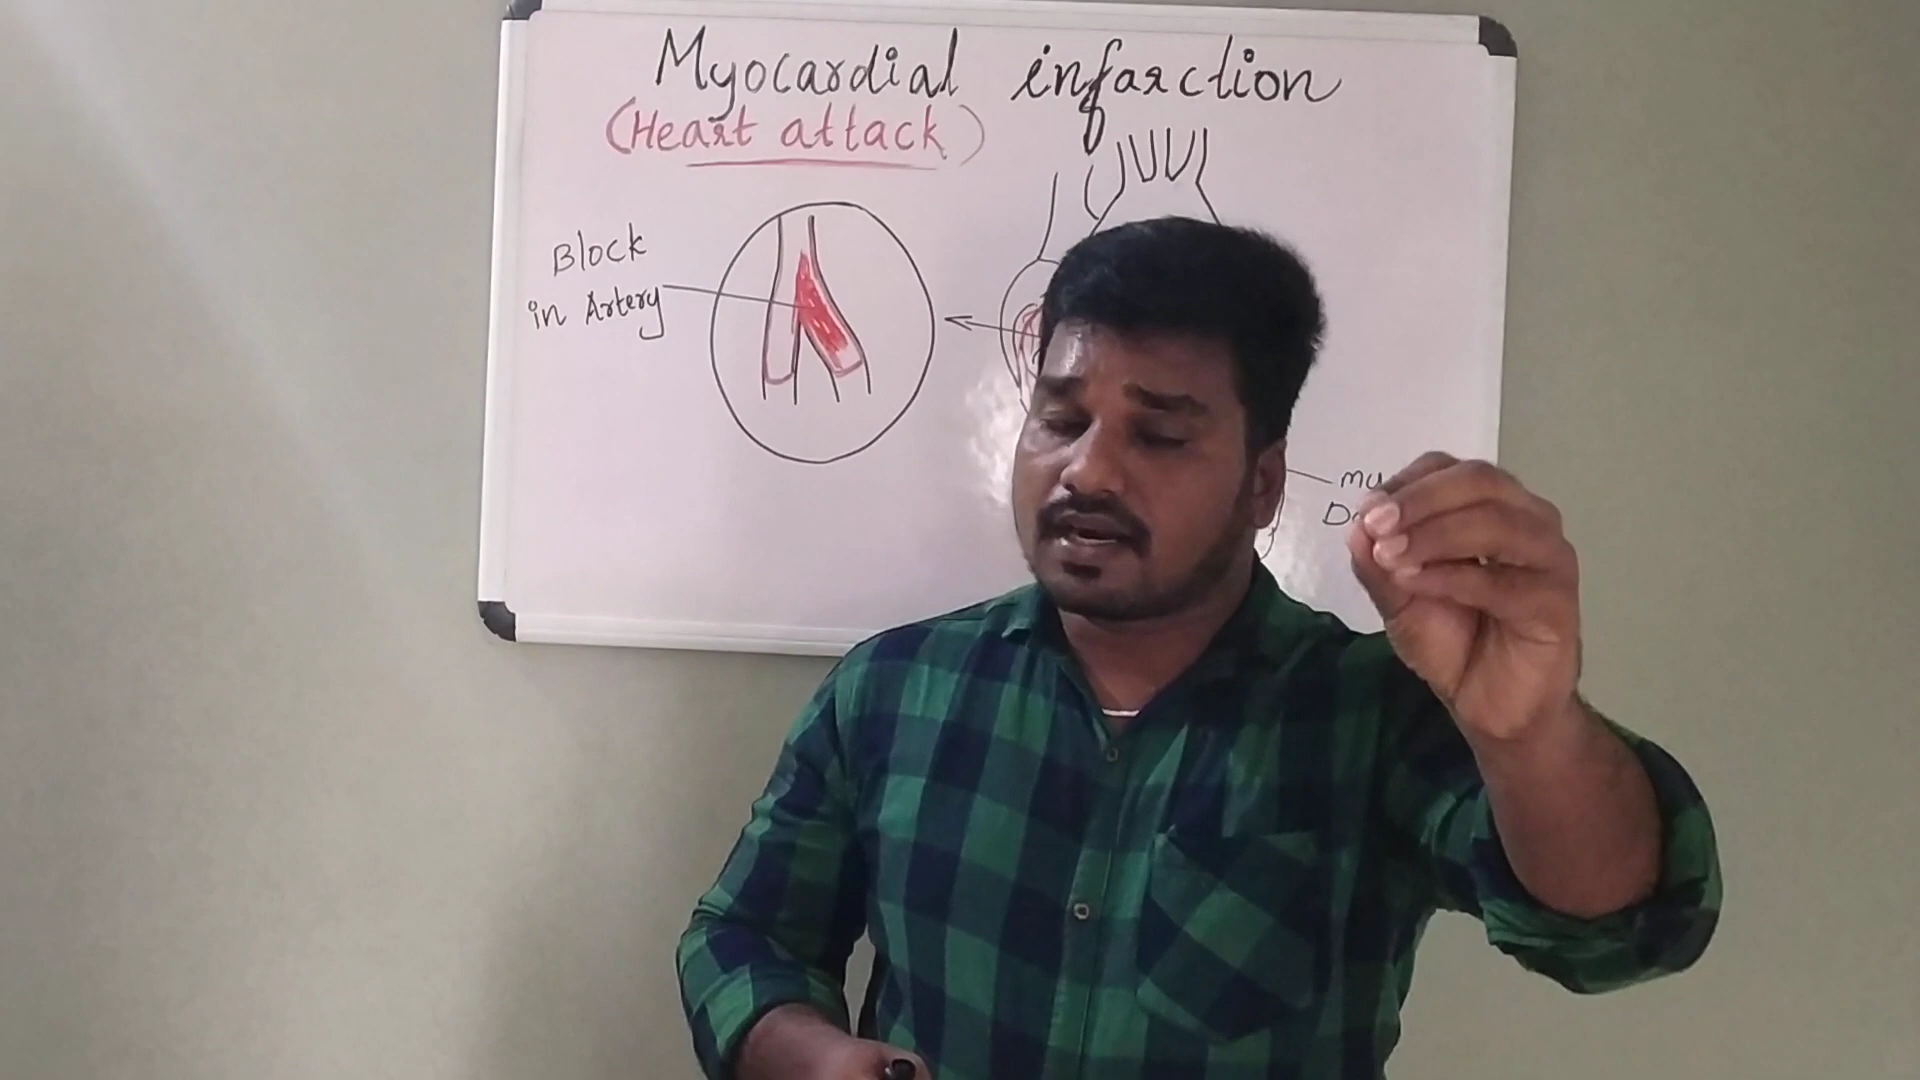 Myocardial infarction
(Heart attack)
Block
in Artery